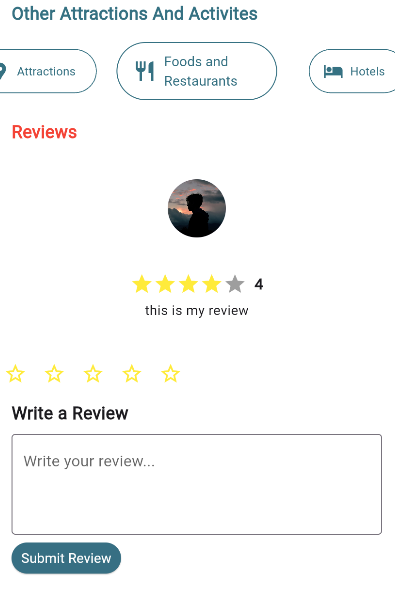 Other Attractions And Activites
Attractions
Foods and
Restaurants
Hotels
Reviews
4
this is my review
Write a Review
Write your review...
Submit Review